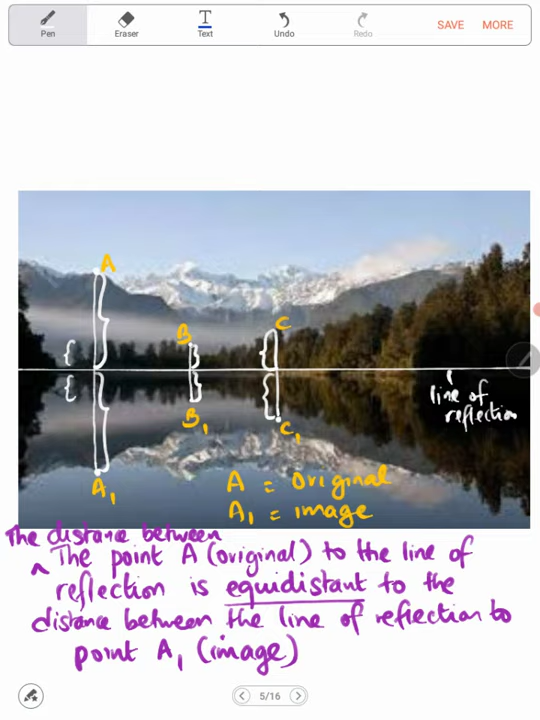 Pen
Eraser
Text
Undo
Redo
SAVE
MORE
A
B
C
line of
reflection
B₁
C₁
A₁
A = original
A₁ = image
The distance between
^ The point A (original) to the line of
reflection is equidistant to the
distance between the line of reflection to
point A₁ (image)
5/16